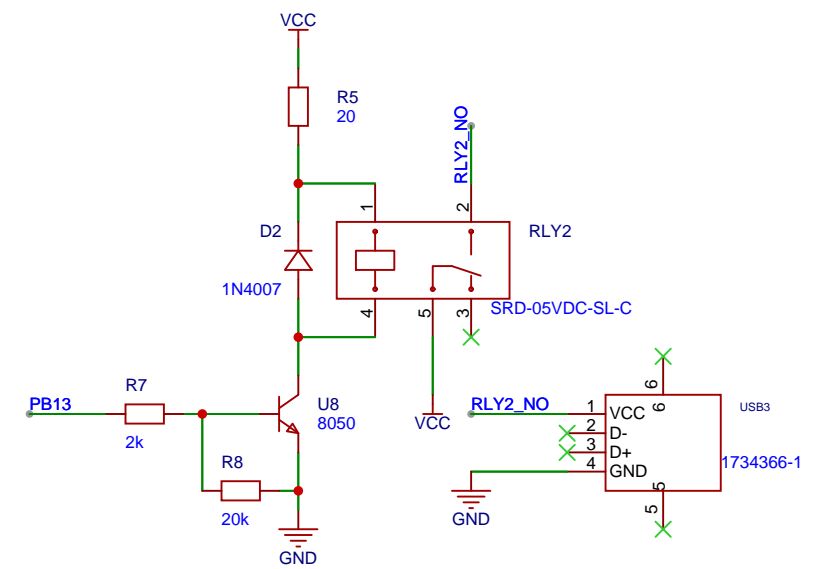 VCC
R5
20
RLY2_NO
1
2
D2
RLY2
1N4007
4
5
3
SRD-05VDC-SL-C
PB13
R7
2k
U8
8050
VCC
R8
20k
GND
RLY2_NO
1
VCC
2
D-
3
D+
4
GND
6
6
USB3
1734366-1
5
5
GND